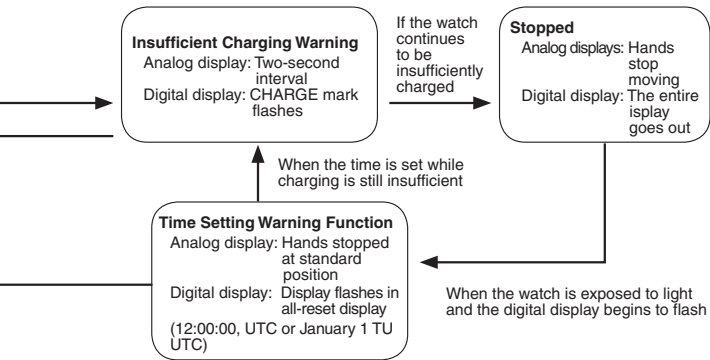 Insufficient Charging Warning
Analog display: Two-second
interval
Digital display: CHARGE mark
flashes
If the watch
continues
to be
insufficiently
charged
Stopped
Analog displays: Hands
stop
moving
Digital display: The entire
isplay
goes out
When the time is set while
charging is still insufficient
Time Setting Warning Function
Analog display: Hands stopped
at standard
position
Digital display: Display flashes in
all-reset display
(12:00:00, UTC or January 1 TU
UTC)
When the watch is exposed to light
and the digital display begins to flash